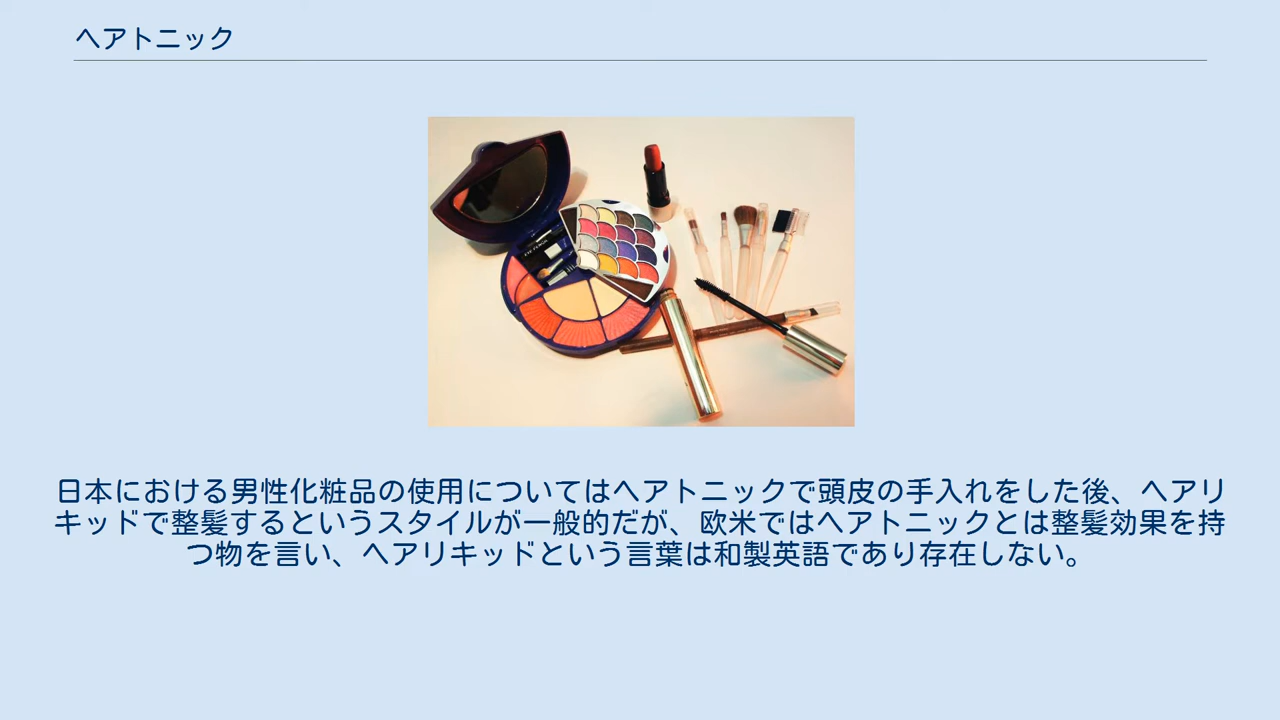 ヘアトニック
EYE PENCIL
日本における男性化粧品の使用についてはヘアトニックで頭皮の手入れをした後、ヘアリ
キッドで整髪するというスタイルが一般的だが、欧米ではヘアトニックとは整髪効果を持
つ物を言い、ヘアリキッドという言葉は和製英語であり存在しない。